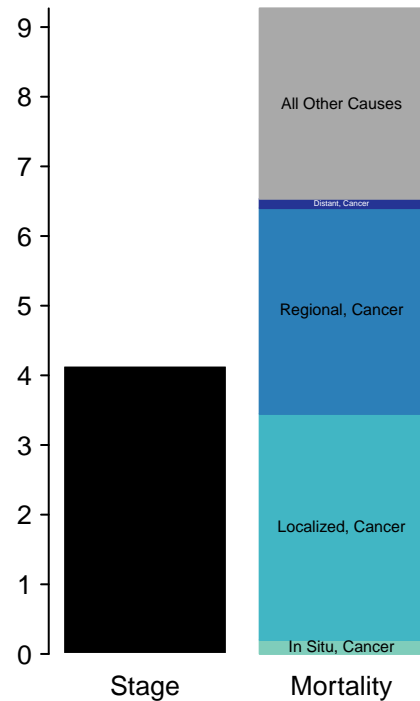 9
8
All Other Causes
7
Distant, Cancer
6
Regional, Cancer
5
4
3
2
Localized, Cancer
1
In Situ, Cancer
0
Stage
Mortality